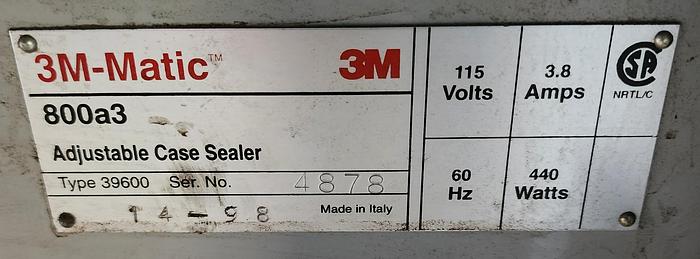 3M-Matic™
3M
800a3
Adjustable Case Sealer
Type 39600 Ser. No. 4878
14-98
Made in Italy
115
Volts
3.8
Amps
SA
NRTL/C
60
Hz
440
Watts